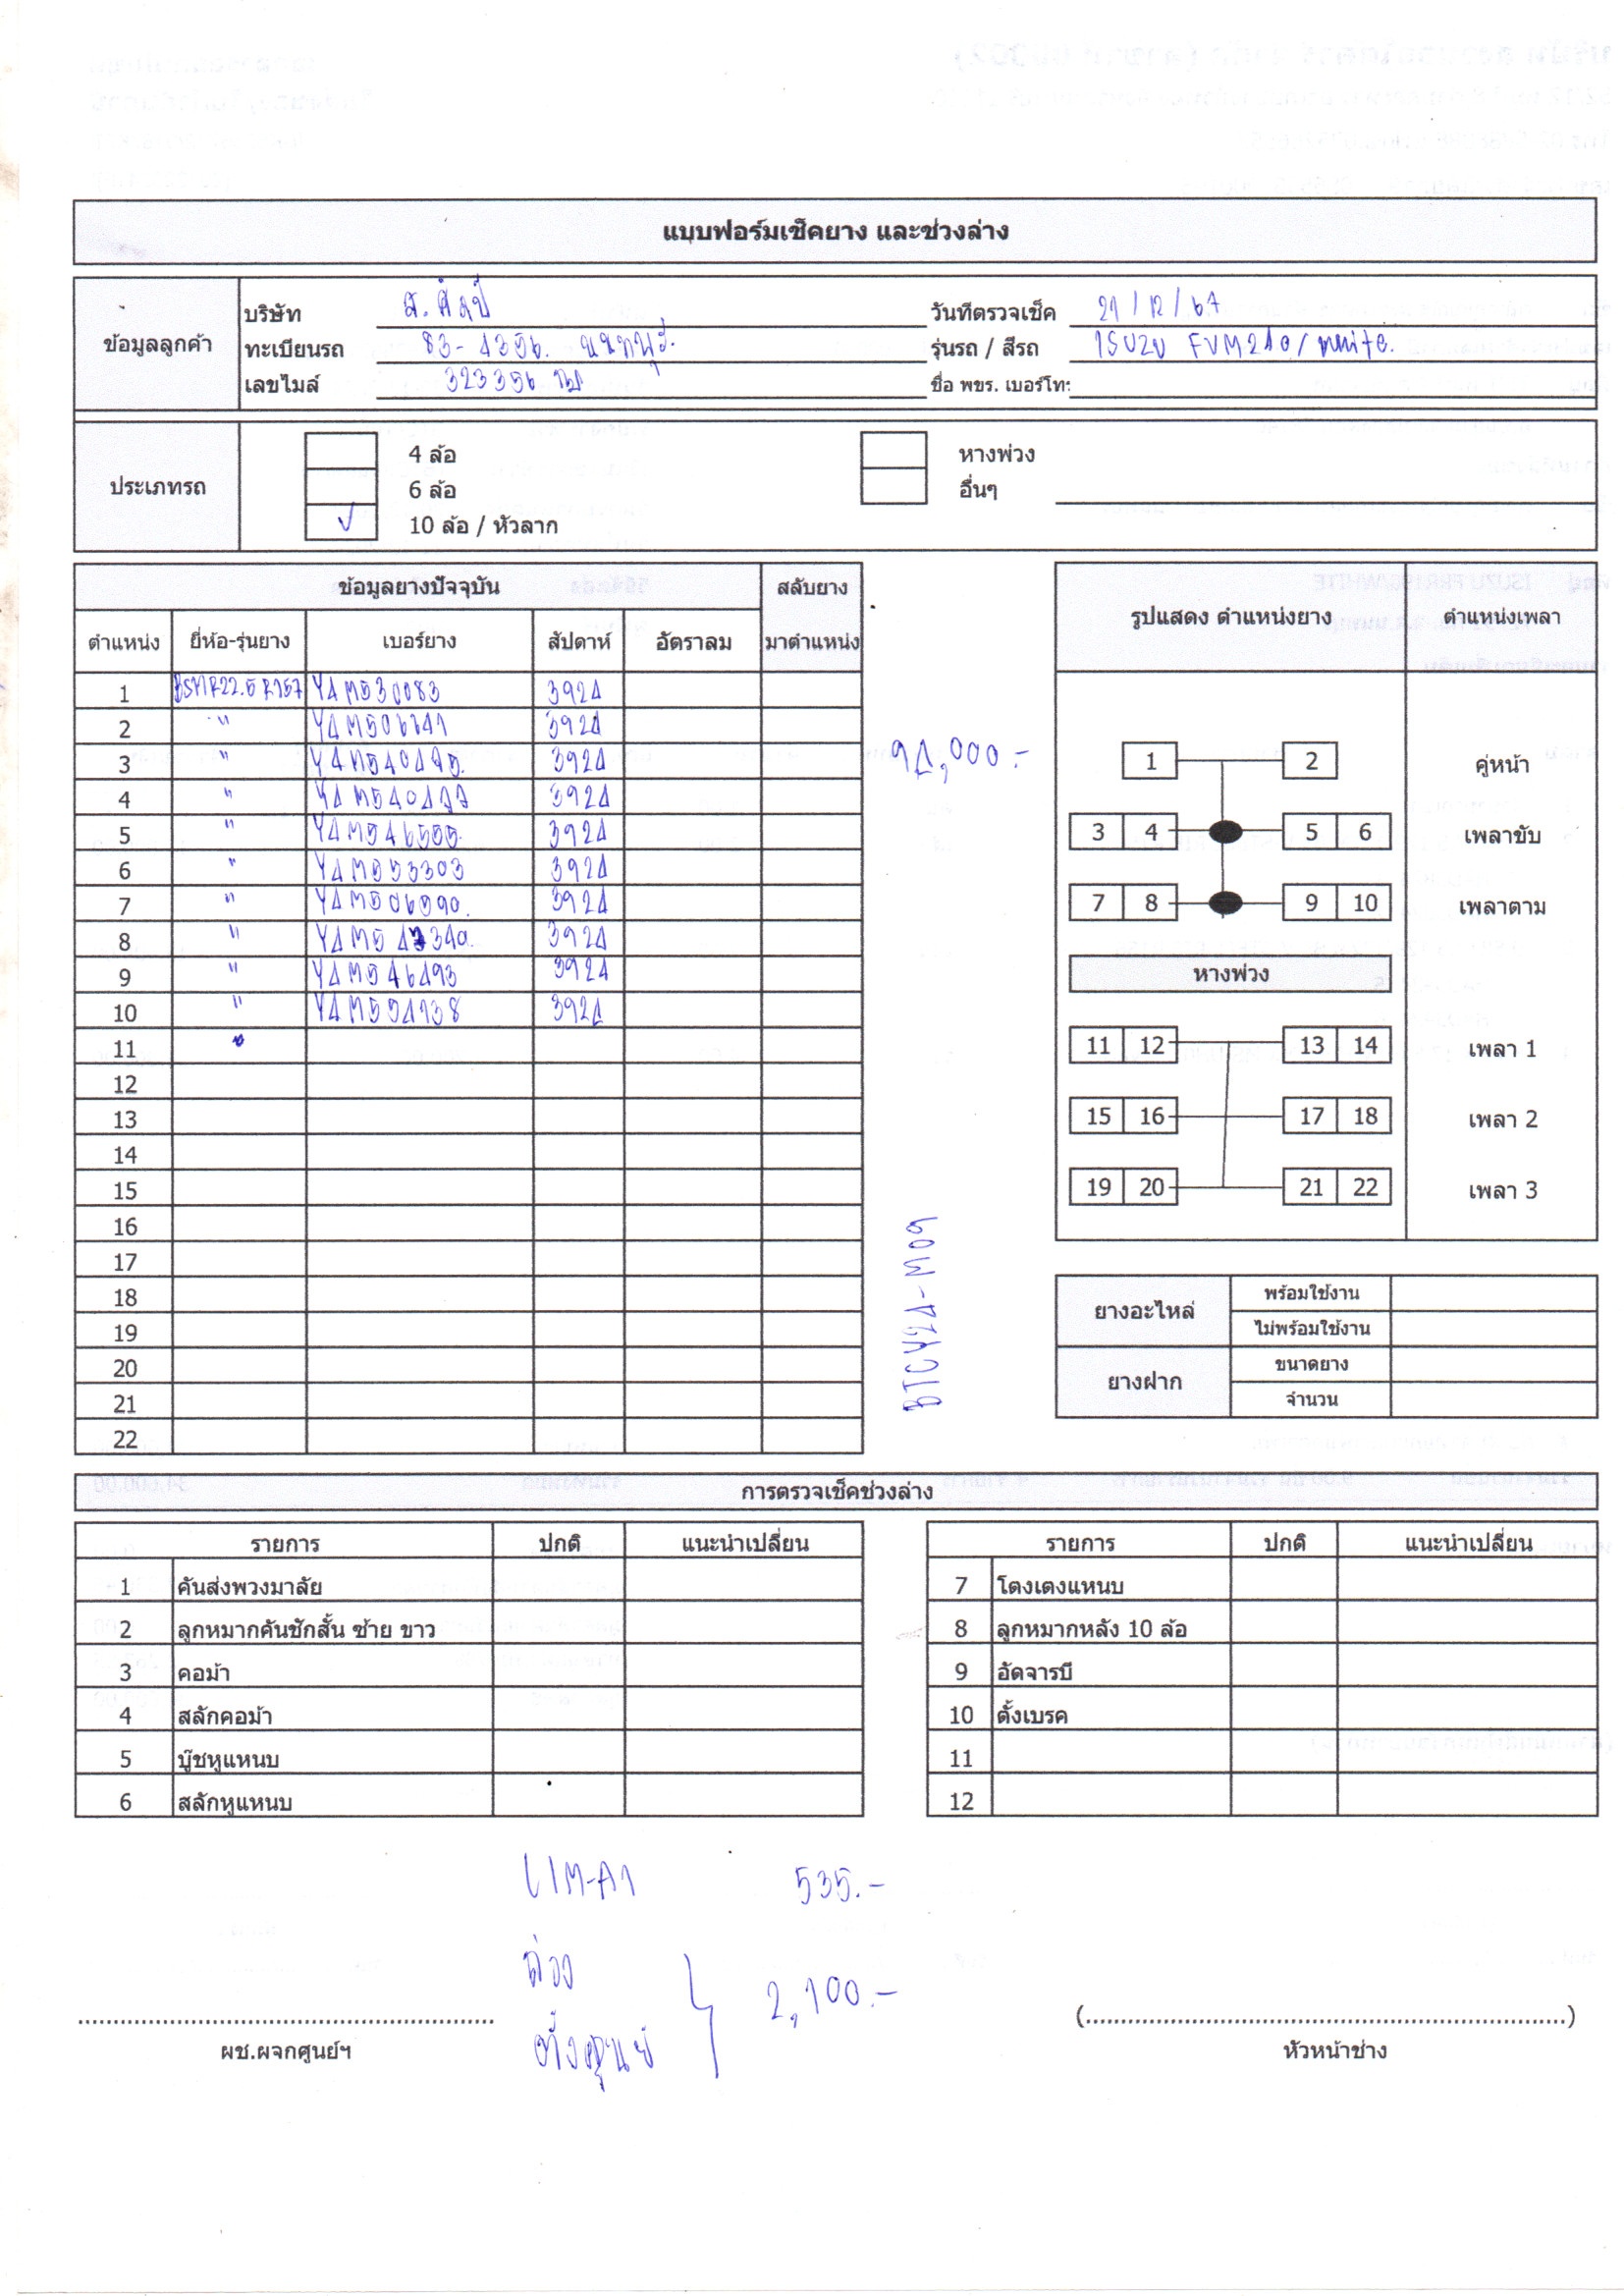 แบบฟอร์มเช็คยาง และช่วงล่าง
ข้อมูลลูกค้า
บริษัท ส.ศิลป์ วันที่ตรวจเช็ค 21/12/67
ทะเบียนรถ 83-4356 นนทบุรี. รุ่นรถ / สีรถ ISUZU FVM240/white.
เลขไมล์ 323356 ชื่อ พขร. เบอร์โทร
ประเภทรถ
4 ล้อ หางพ่วง
6 ล้อ อื่นๆ
✓ 10 ล้อ / หัวลาก
ข้อมูลยางปัจจุบัน สลับยาง
ตำแหน่ง ยี่ห้อ-รุ่นยาง เบอร์ยาง สัปดาห์ อัตราลม มาตำแหน่ง
1 Y4M530083 3924
2 " 3924
3 " 3924
4 " 3924
5 " Y4M546555. 3924
6 " Y4M553303 3924
7 " Y4M506590. 3924
8 " 3924
9 " Y4M546493 3924
10 " Y4M554738 3924
11
12
13
14
15
16
17
18
19
20
21
22
94,000.-
BTCY24-M09
รูปแสดง ตำแหน่งยาง ตำแหน่งเพลา
1 2 คู่หน้า
3 4 5 6 เพลาขับ
7 8 9 10 เพลาตาม
หางพ่วง
11 12 13 14 เพลา 1
15 16 17 18 เพลา 2
19 20 21 22 เพลา 3
ยางอะไหล่ พร้อมใช้งาน
ไม่พร้อมใช้งาน
ยางฝาก ขนาดยาง
จำนวน
การตรวจเช็คช่วงล่าง
รายการ ปกติ แนะนำเปลี่ยน
1 คันส่งพวงมาลัย
2 ลูกหมากคันชักสั้น ซ้าย ขาว
3 คอม้า
4 สลักคอม้า
5 บู๊ชหูแหนบ
6 สลักหูแหนบ
รายการ ปกติ แนะนำเปลี่ยน
7 โตงเตงแหนบ
8 ลูกหมากหลัง 10 ล้อ
9 อัดจารบี
10 ตั้งเบรค
11
12
LIM-A1 535.-
ถ่วง
ตั้งศูนย์ 2,100.-
ผช.ผจกศูนย์ฯ
(........................................)
หัวหน้าช่าง